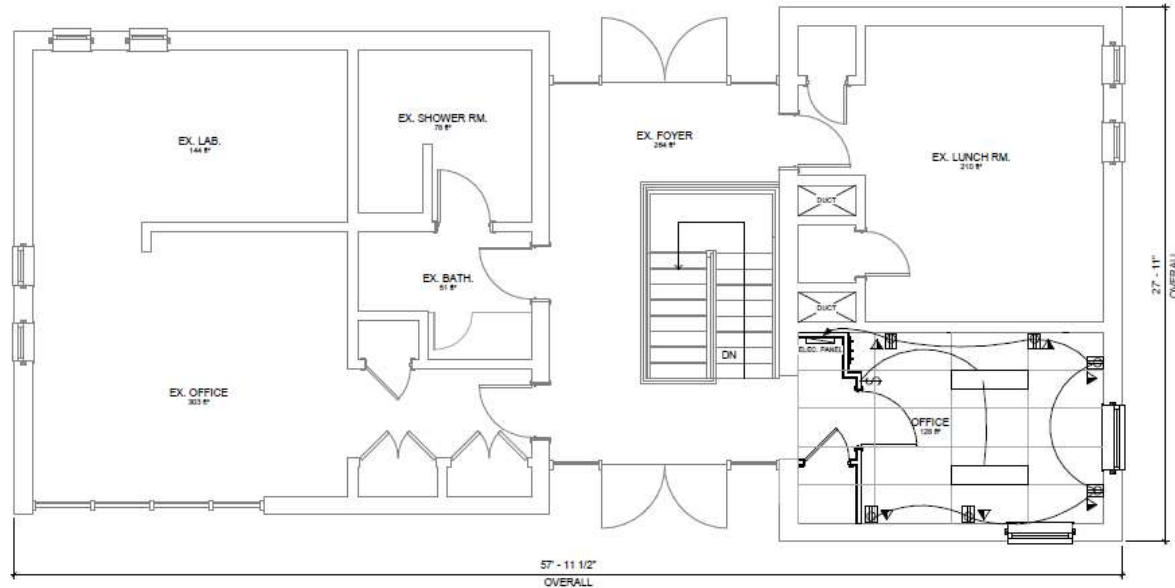 EX. LAB.
144 ft²
EX. SHOWER RM.
76 ft²
EX. FOYER
264 ft²
EX. LUNCH RM.
210 ft²
DUCT
EX. BATH.
51 ft²
DUCT
DN
ELEC. PANEL
EX. OFFICE
303 ft²
OFFICE
128 ft²
$
27' - 11"
OVERALL
57' - 11 1/2"
OVERALL